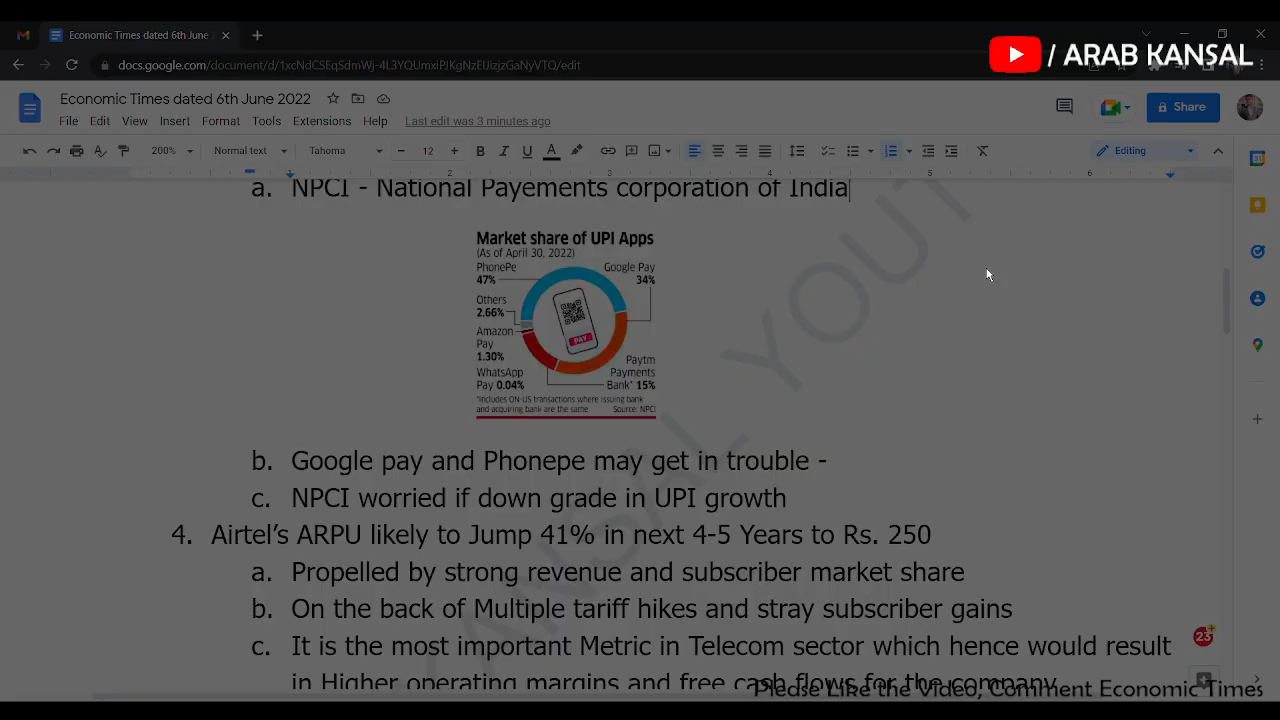 Economic Times dated 6th June
/ ARAB KANSAL
docs.google.com/document/d/1xcNdCSEqSdmWj-4L3YQUmxiPJKgNzEUizjzGaNyVTQ/edit
Economic Times dated 6th June 2022
File Edit View Insert Format Tools Extensions Help Last edit was 3 minutes ago
Share
200% Normal text Tahoma 12 Editing
2 3 4 5 6
a. NPCI - National Payements corporation of India
Market share of UPI Apps
(As of April 30, 2022)
PhonePe
47%
Google Pay
34%
Others
2.66%
Amazon
Pay
1.30%
WhatsApp
Pay 0.04%
PAY
Paytm
Payments
Bank* 15%
*Includes ON-US transactions where issuing bank
and acquiring bank are the same Source: NPCI
b. Google pay and Phonepe may get in trouble -
c. NPCI worried if down grade in UPI growth
4. Airtel's ARPU likely to Jump 41% in next 4-5 Years to Rs. 250
a. Propelled by strong revenue and subscriber market share
b. On the back of Multiple tariff hikes and stray subscriber gains
c. It is the most important Metric in Telecom sector which hence would result
in Higher operating margins and free cash flows for the company
23
Please Like the Video, Comment Economic Times